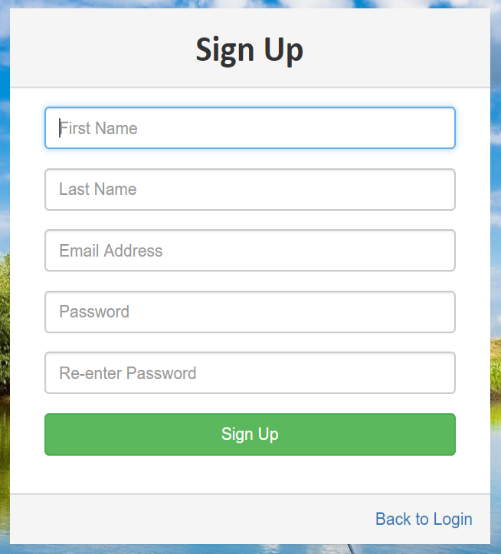 Sign Up
First Name
Last Name
Email Address
Password
Re-enter Password
Sign Up
Back to Login